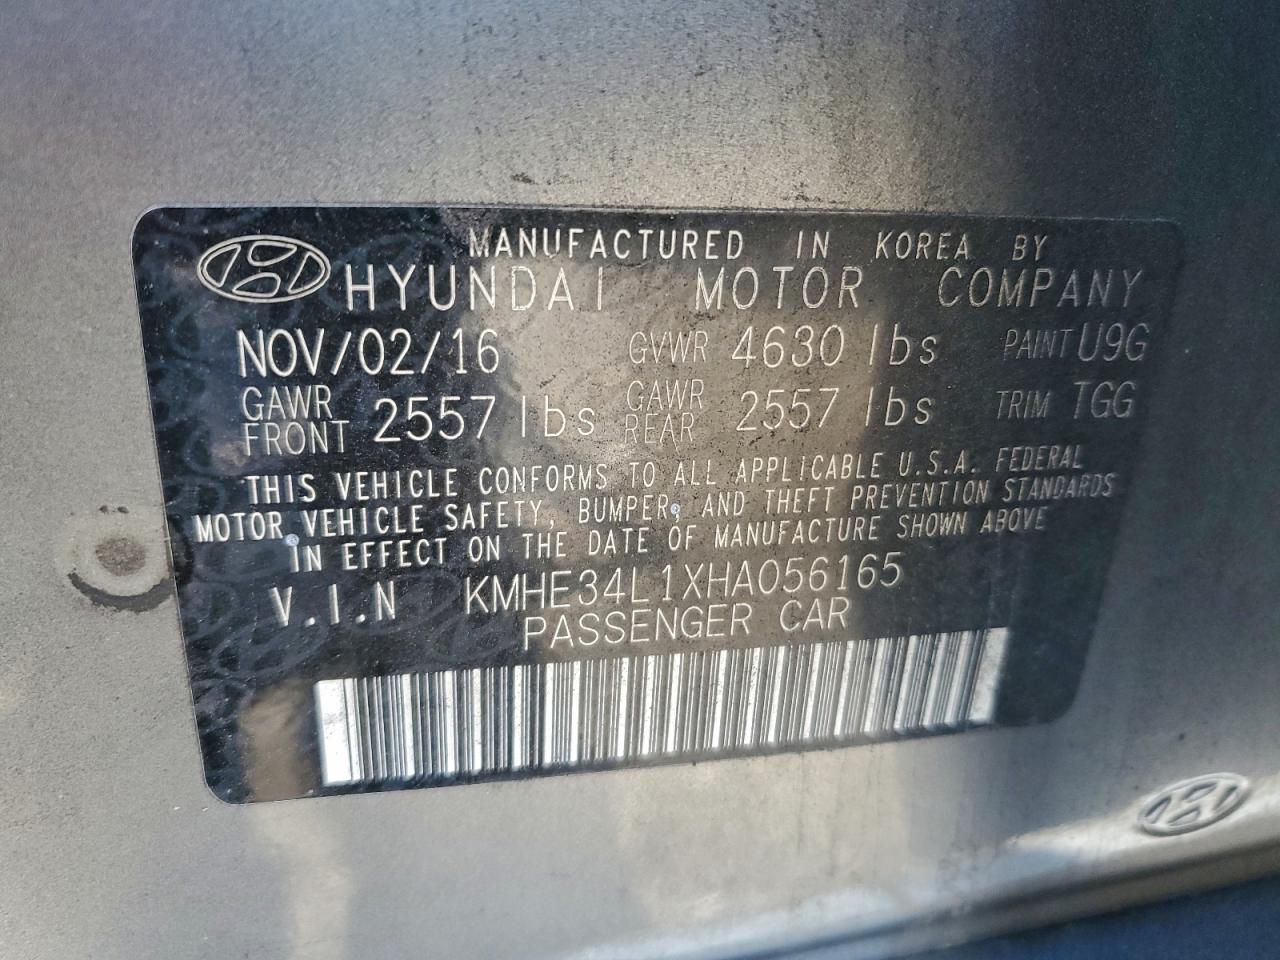 MANUFACTURED IN KOREA BY
HYUNDAI MOTOR COMPANY
NOV/02/16 GVWR 4630 lbs PAINT U9G
GAWR FRONT 2557 lbs GAWR REAR 2557 lbs TRIM TGG
THIS VEHICLE CONFORMS TO ALL APPLICABLE U.S.A. FEDERAL
MOTOR VEHICLE SAFETY, BUMPER, AND THEFT PREVENTION STANDARDS
IN EFFECT ON THE DATE OF MANUFACTURE SHOWN ABOVE
V.I.N KMHE34L1XHA056165
PASSENGER CAR